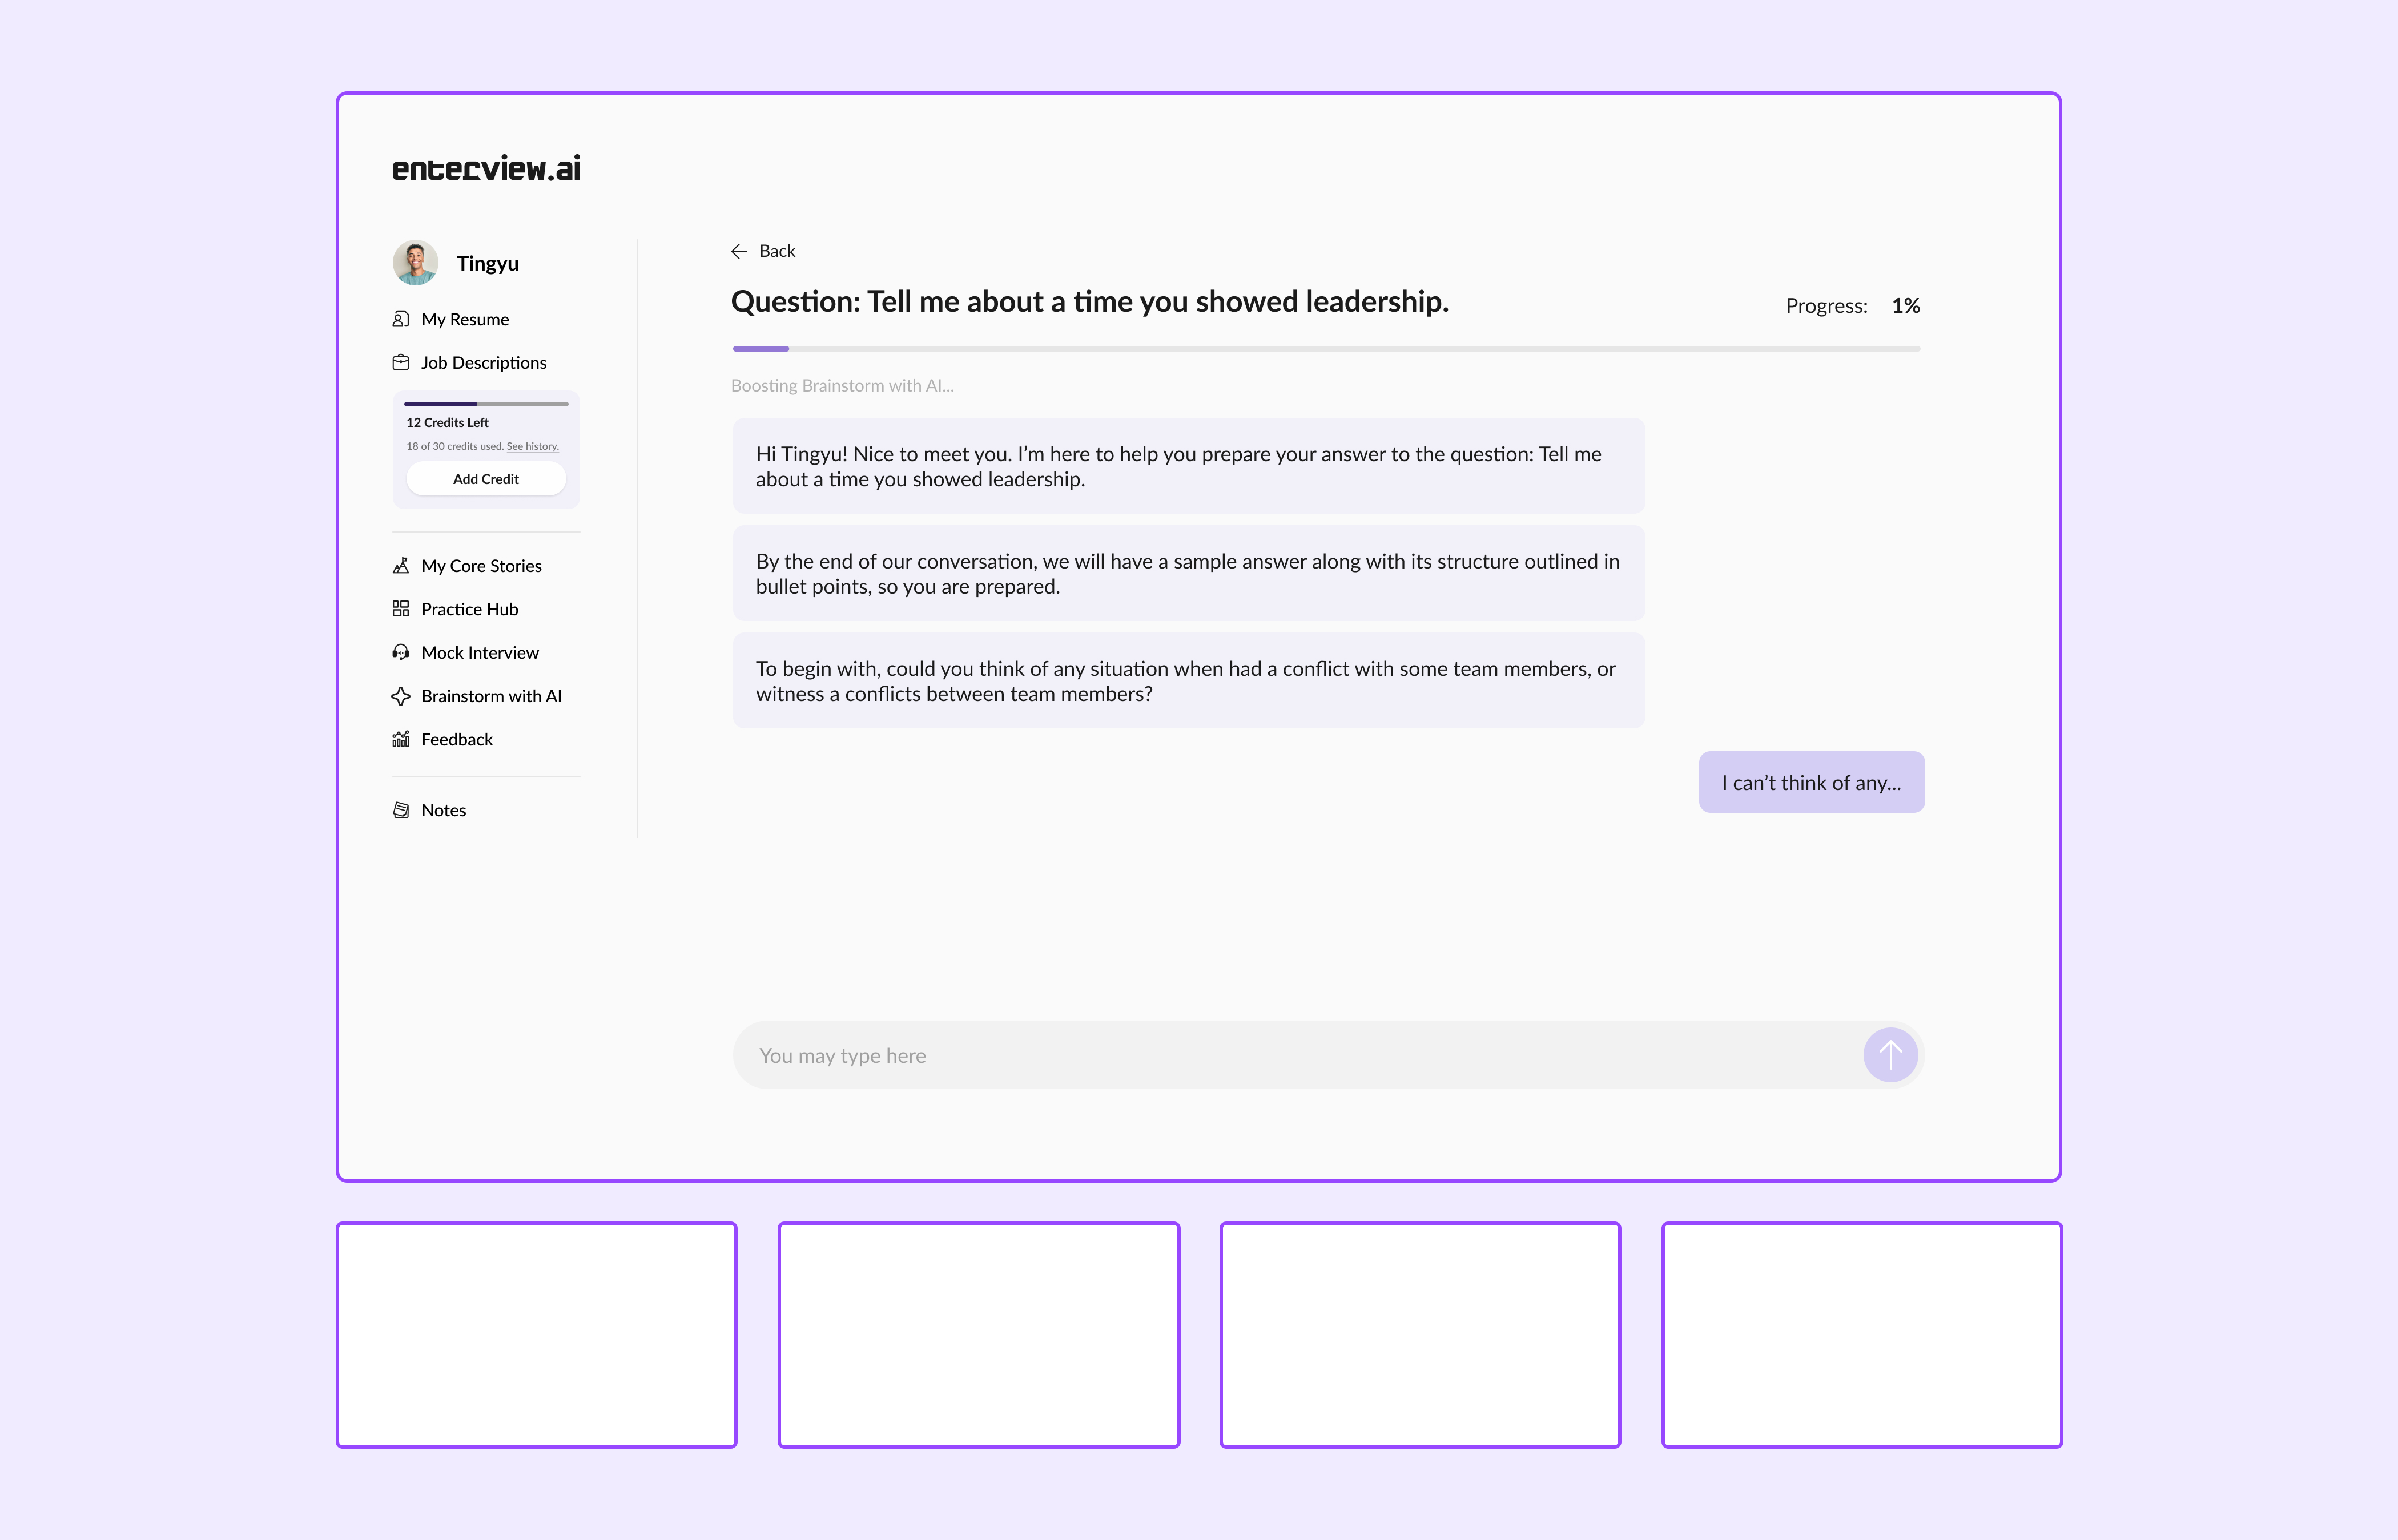 enterview.ai
Tingyu
My Resume
Job Descriptions
12 Credits Left
18 of 30 credits used. See history.
Add Credit
My Core Stories
Practice Hub
Mock Interview
Brainstorm with AI
Feedback
Notes
Back
Question: Tell me about a time you showed leadership.
Progress: 1%
Boosting Brainstorm with AI...
Hi Tingyu! Nice to meet you. I’m here to help you prepare your answer to the question: Tell me
about a time you showed leadership.
By the end of our conversation, we will have a sample answer along with its structure outlined in
bullet points, so you are prepared.
To begin with, could you think of any situation when had a conflict with some team members, or
witness a conflicts between team members?
I can’t think of any...
You may type here